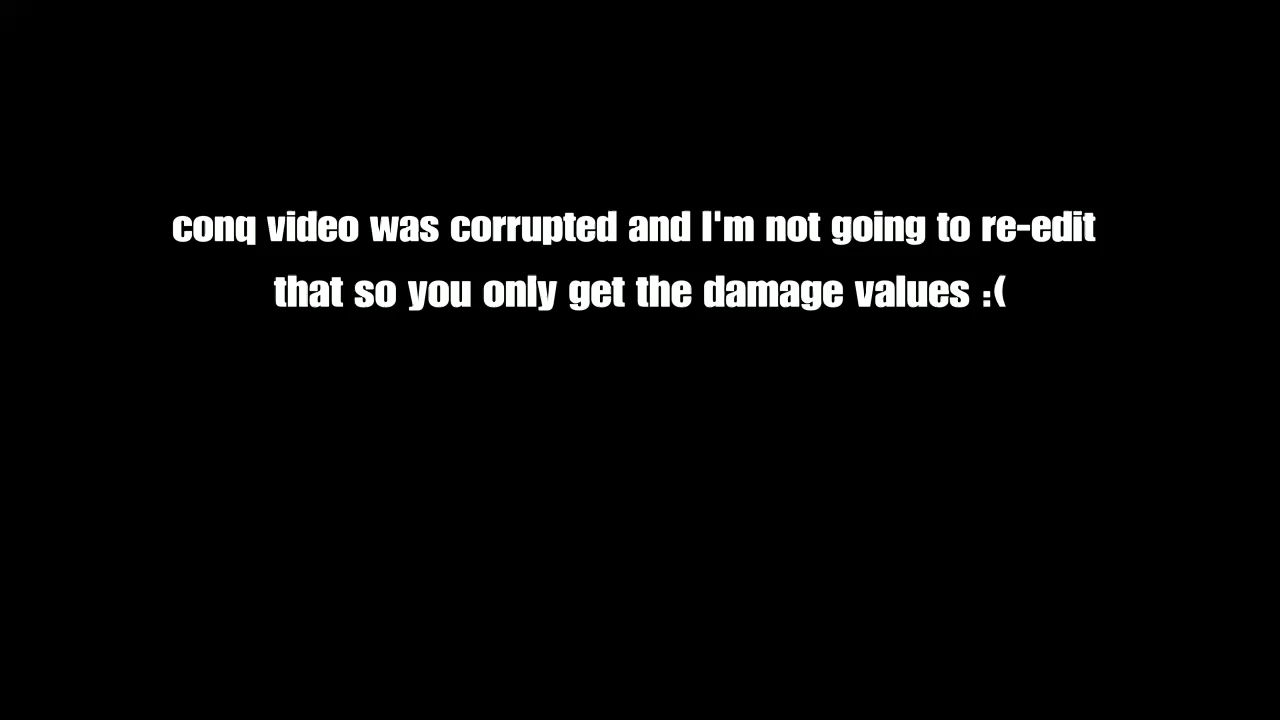 conq video was corrupted and I'm not going to re-edit
that so you only get the damage values :(